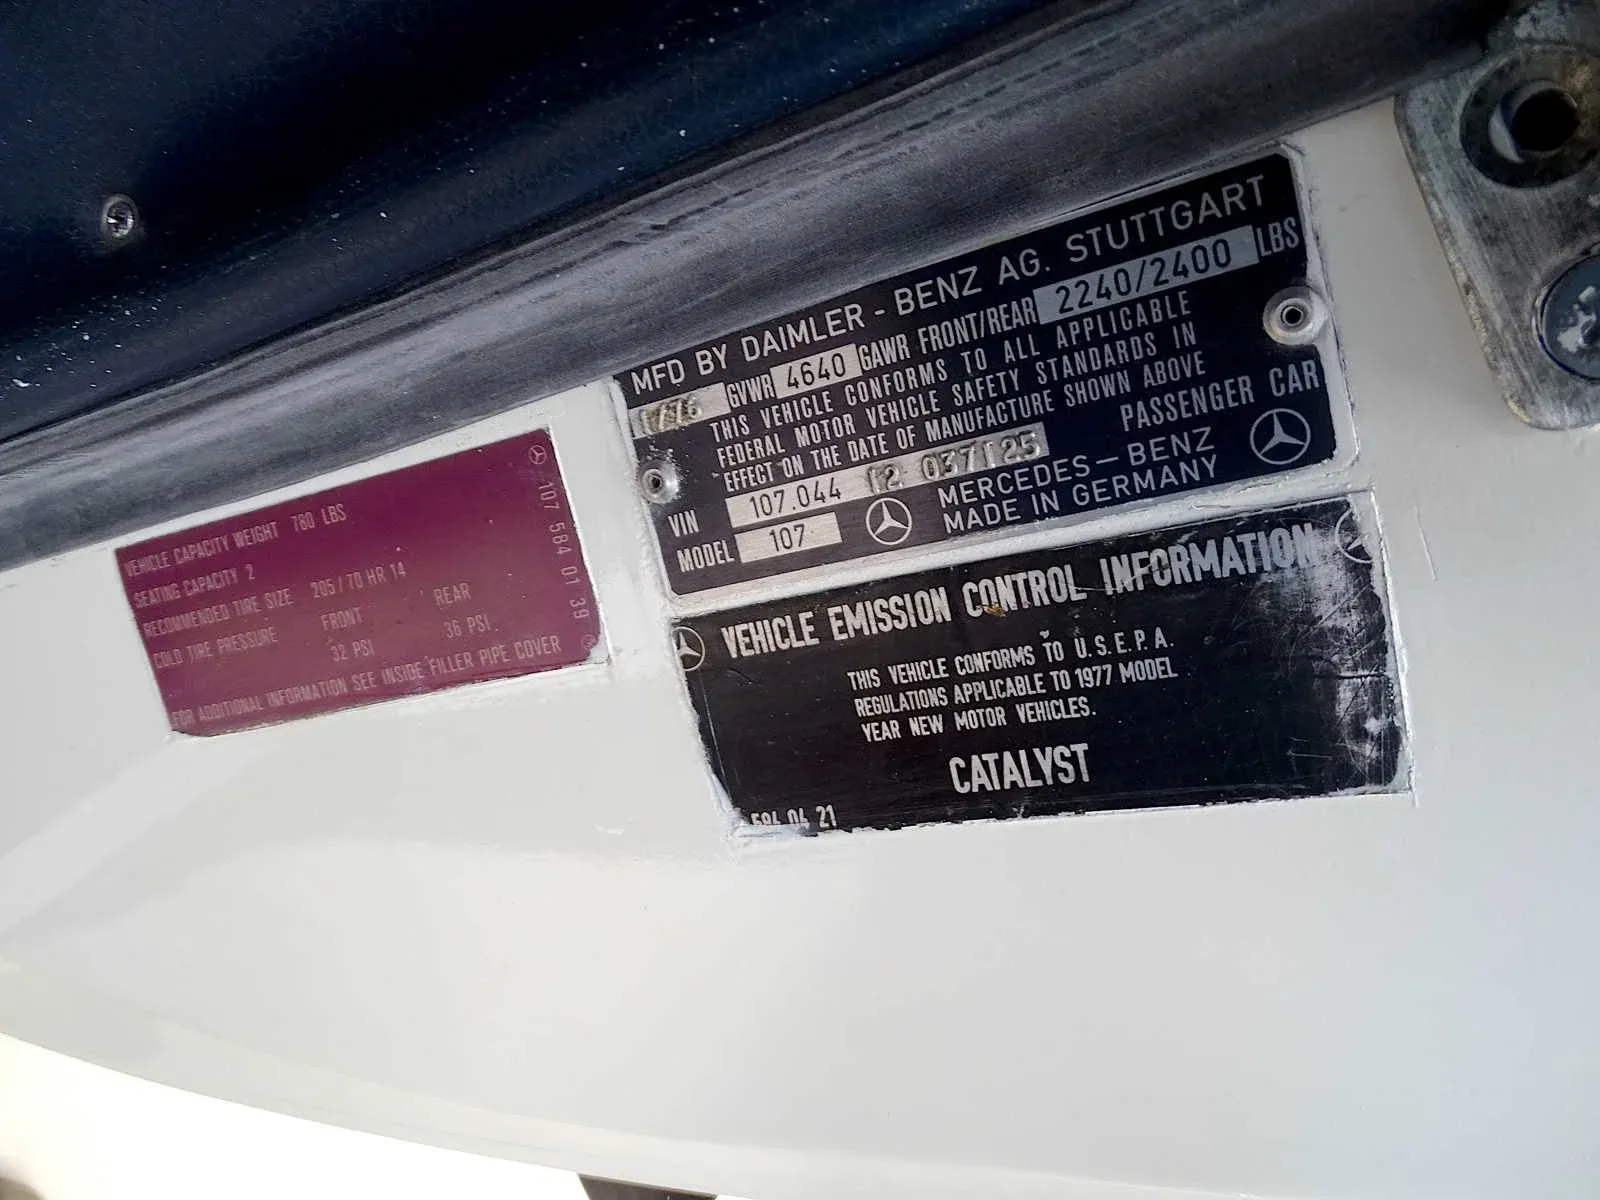 MFD BY DAIMLER - BENZ AG. STUTTGART
GVWR 4640 GAWR FRONT/REAR 2240/2400 LBS
THIS VEHICLE CONFORMS TO ALL APPLICABLE
FEDERAL MOTOR VEHICLE SAFETY STANDARDS IN
EFFECT ON THE DATE OF MANUFACTURE SHOWN ABOVE
PASSENGER CAR
VIN 107.044 12 037125
MODEL 107
MERCEDES-BENZ
MADE IN GERMANY
VEHICLE CAPACITY WEIGHT 780 LBS
SEATING CAPACITY 2
RECOMMENDED TIRE SIZE 205/70 HR 14
COLD TIRE PRESSURE FRONT REAR
32 PSI 36 PSI
FOR ADDITIONAL INFORMATION SEE INSIDE FILLER PIPE COVER
107 584 01 39
VEHICLE EMISSION CONTROL INFORMATION
THIS VEHICLE CONFORMS TO U.S.E.P.A.
REGULATIONS APPLICABLE TO 1977 MODEL
YEAR NEW MOTOR VEHICLES.
CATALYST
584 04 21